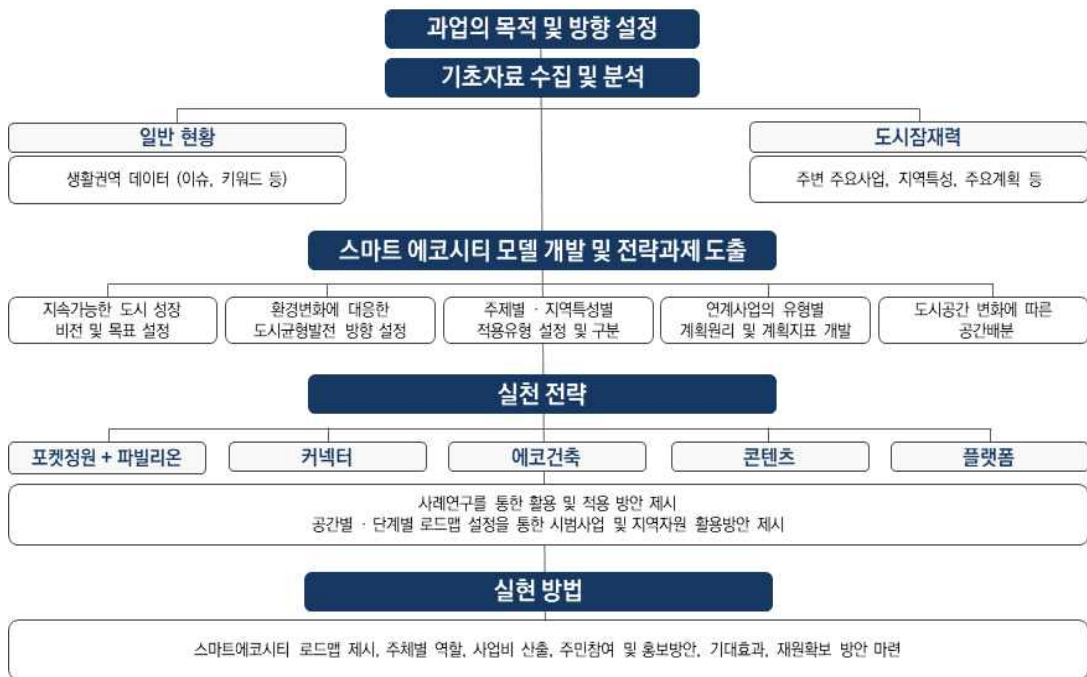 과업의 목적 및 방향 설정
기초자료 수집 및 분석
일반 현황
생활권역 데이터 (이슈, 키워드 등)
도시잠재력
주변 주요사업, 지역특성, 주요계획 등
스마트 에코시티 모델 개발 및 전략과제 도출
지속가능한 도시 성장
비전 및 목표 설정
환경변화에 대응한
도시균형발전 방향 설정
주제별 · 지역특성별
적용유형 설정 및 구분
연계사업의 유형별
계획원리 및 계획지표 개발
도시공간 변화에 따른
공간배분
실천 전략
포켓정원 + 파빌리온
커넥터
에코건축
콘텐츠
플랫폼
사례연구를 통한 활용 및 적용 방안 제시
공간별 · 단계별 로드맵 설정을 통한 시범사업 및 지역자원 활용방안 제시
실현 방법
스마트에코시티 로드맵 제시, 주체별 역할, 사업비 산출, 주민참여 및 홍보방안, 기대효과, 재원확보 방안 마련